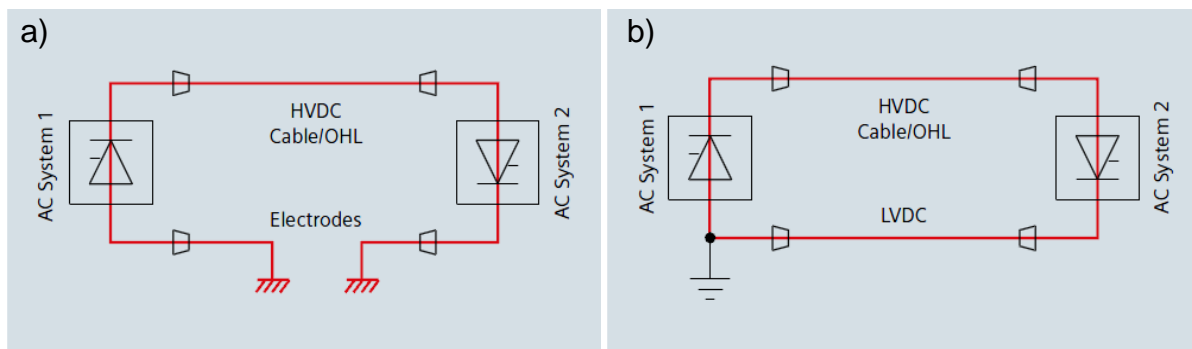 a)
AC System 1
HVDC
Cable/OHL
Electrodes
AC System 2
b)
AC System 1
HVDC
Cable/OHL
LVDC
AC System 2